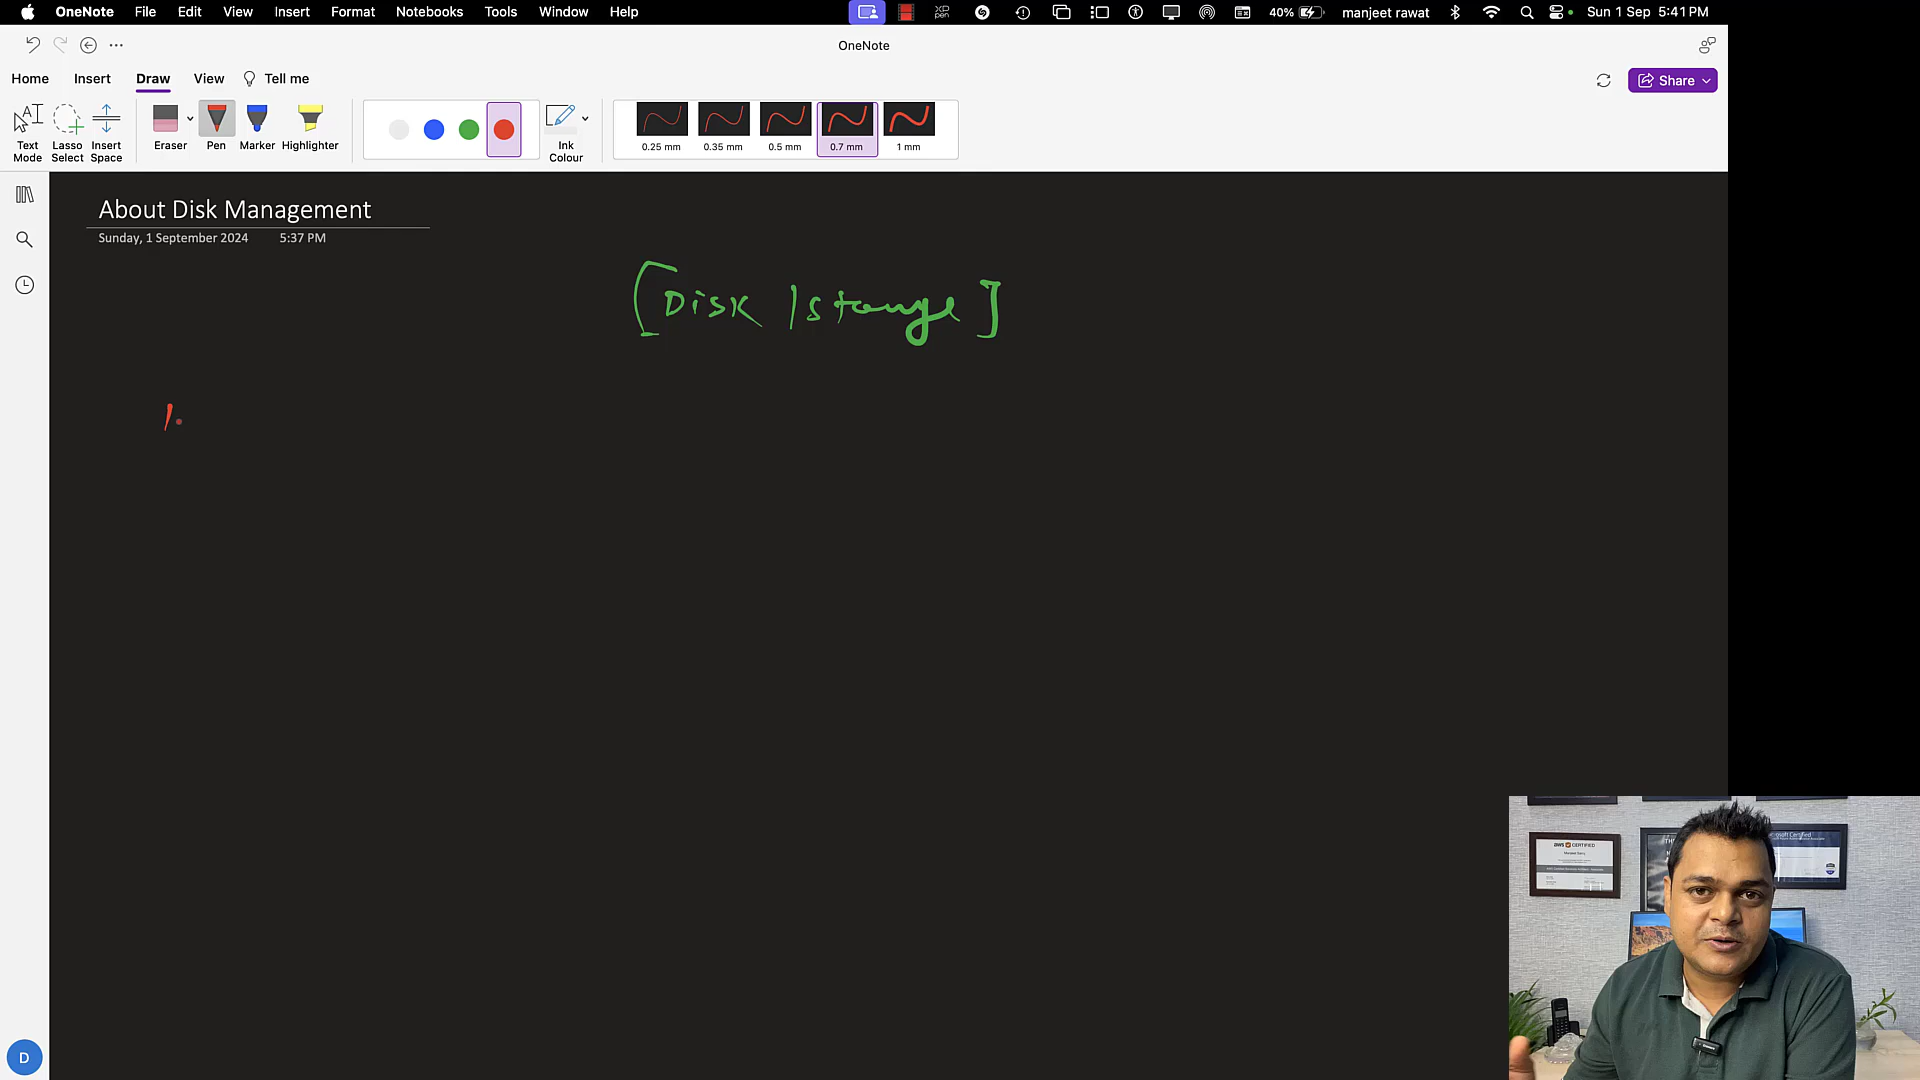 OneNote File Edit View Insert Format Notebooks Tools Window Help 40% manjeet rawat Sun 1 Sep 5:41 PM
OneNote
Home Insert Draw View Tell me Share
Text Mode Lasso Select Insert Space Eraser Pen Marker Highlighter Ink Colour 0.25 mm 0.35 mm 0.5 mm 0.7 mm 1 mm
About Disk Management
Sunday, 1 September 2024 5:37 PM
[Disk | Storage]
1.
aws CERTIFIED
D